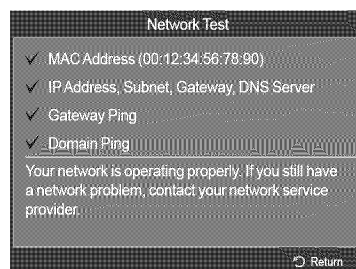 Network Test
MAC Address (00:12:34:56:78:90)
IP Address, Subnet, Gateway, DNS Server
Gateway Ping
Domain Ping
Your network is operating properly. If you still have
a network problem, contact your network service
provider.
Return